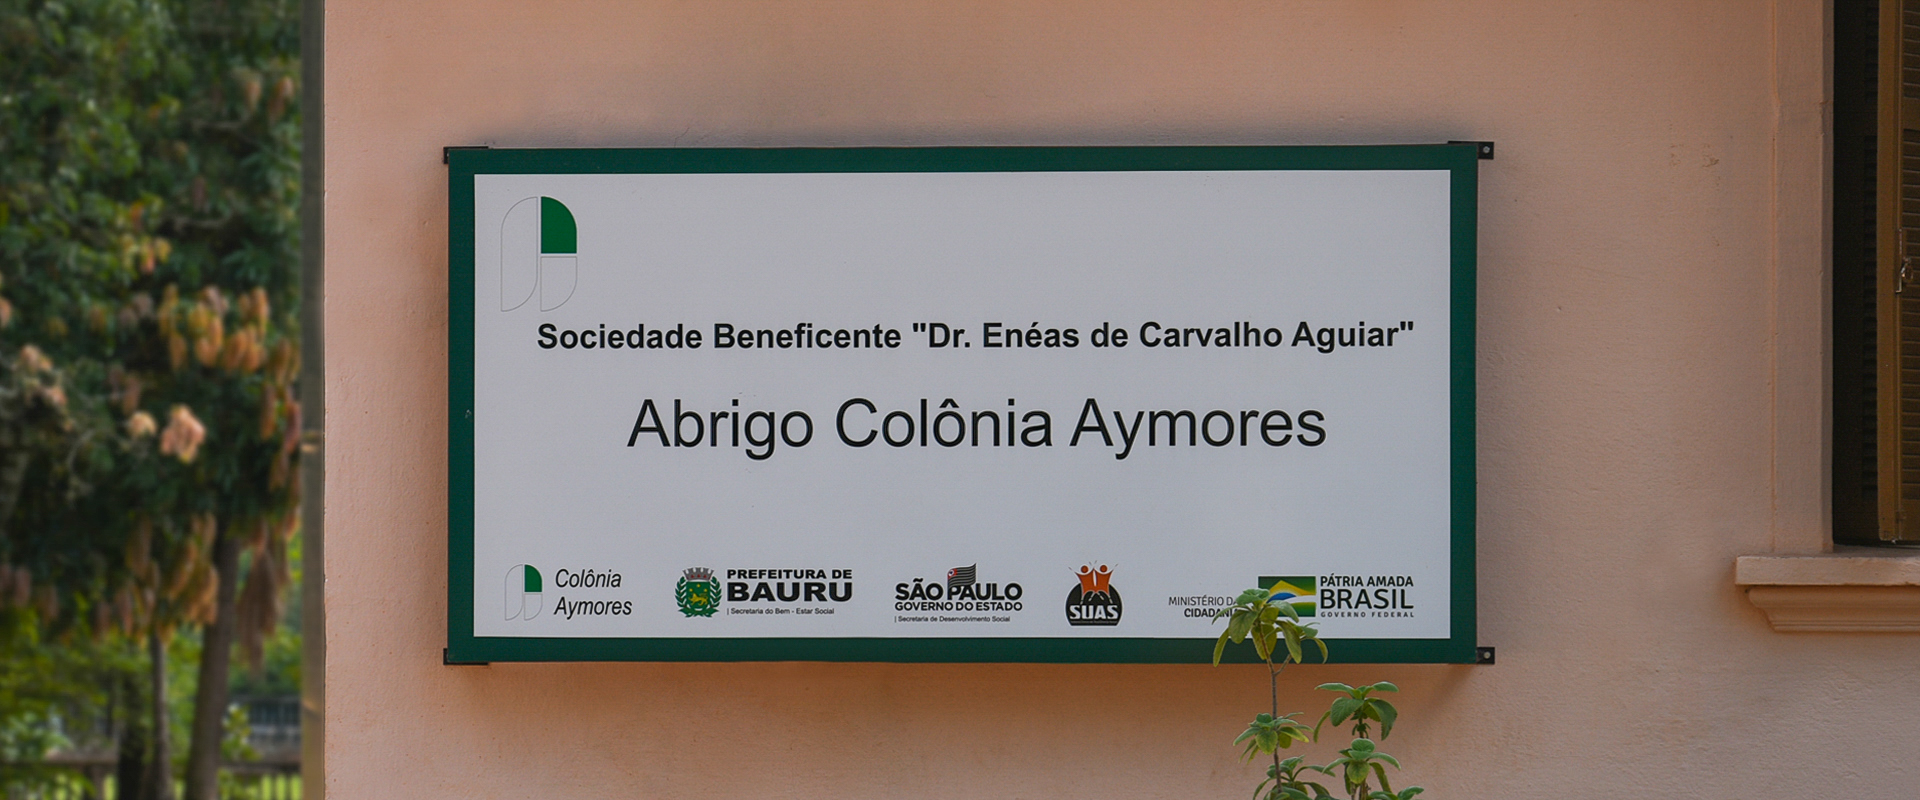 Sociedade Beneficente "Dr. Enéas de Carvalho Aguiar"
Abrigo Colônia Aymores
Colônia
Aymores
PREFEITURA DE
BAURU
| Secretaria do Bem - Estar Social
SÃO PAULO
GOVERNO DO ESTADO
| Secretaria de Desenvolvimento Social
SUAS
MINISTÉRIO DA
CIDADANIA
PÁTRIA AMADA
BRASIL
GOVERNO FEDERAL